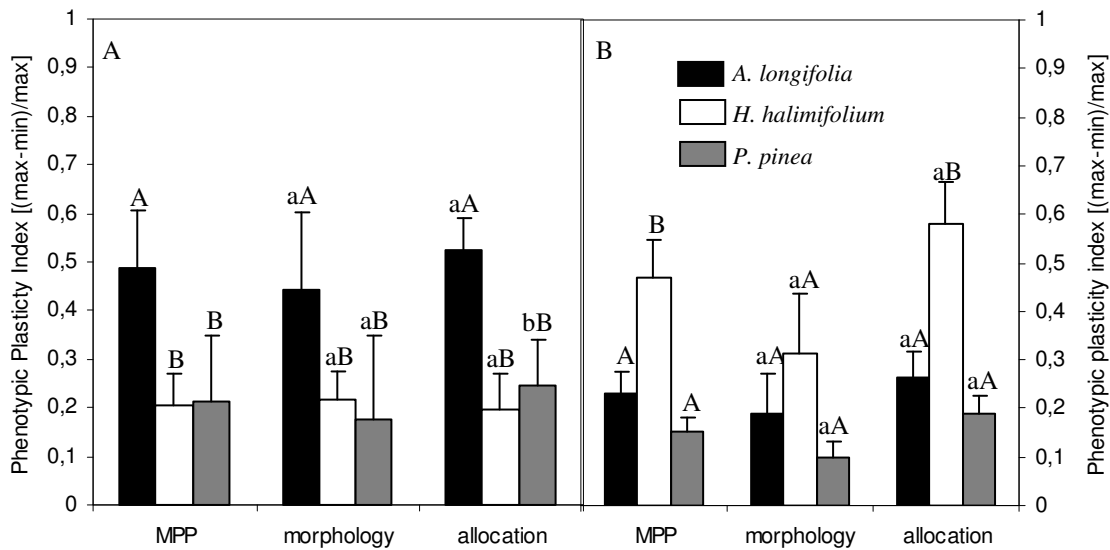 Phenotypic Plasticty Index [(max-min)/max]
1
0,9
0,8
0,7
0,6
0,5
0,4
0,3
0,2
0,1
0
A
A
B
B
aA
aB
aB
aA
aB
bB
MPP
morphology
allocation
B
A. longifolia
H. halimifolium
P. pinea
A
B
A
aA
aA
aA
aA
aB
aA
MPP
morphology
allocation
1
0,9
0,8
0,7
0,6
0,5
0,4
0,3
0,2
0,1
0
Phenotypic plasticity index [(max-min)/max]